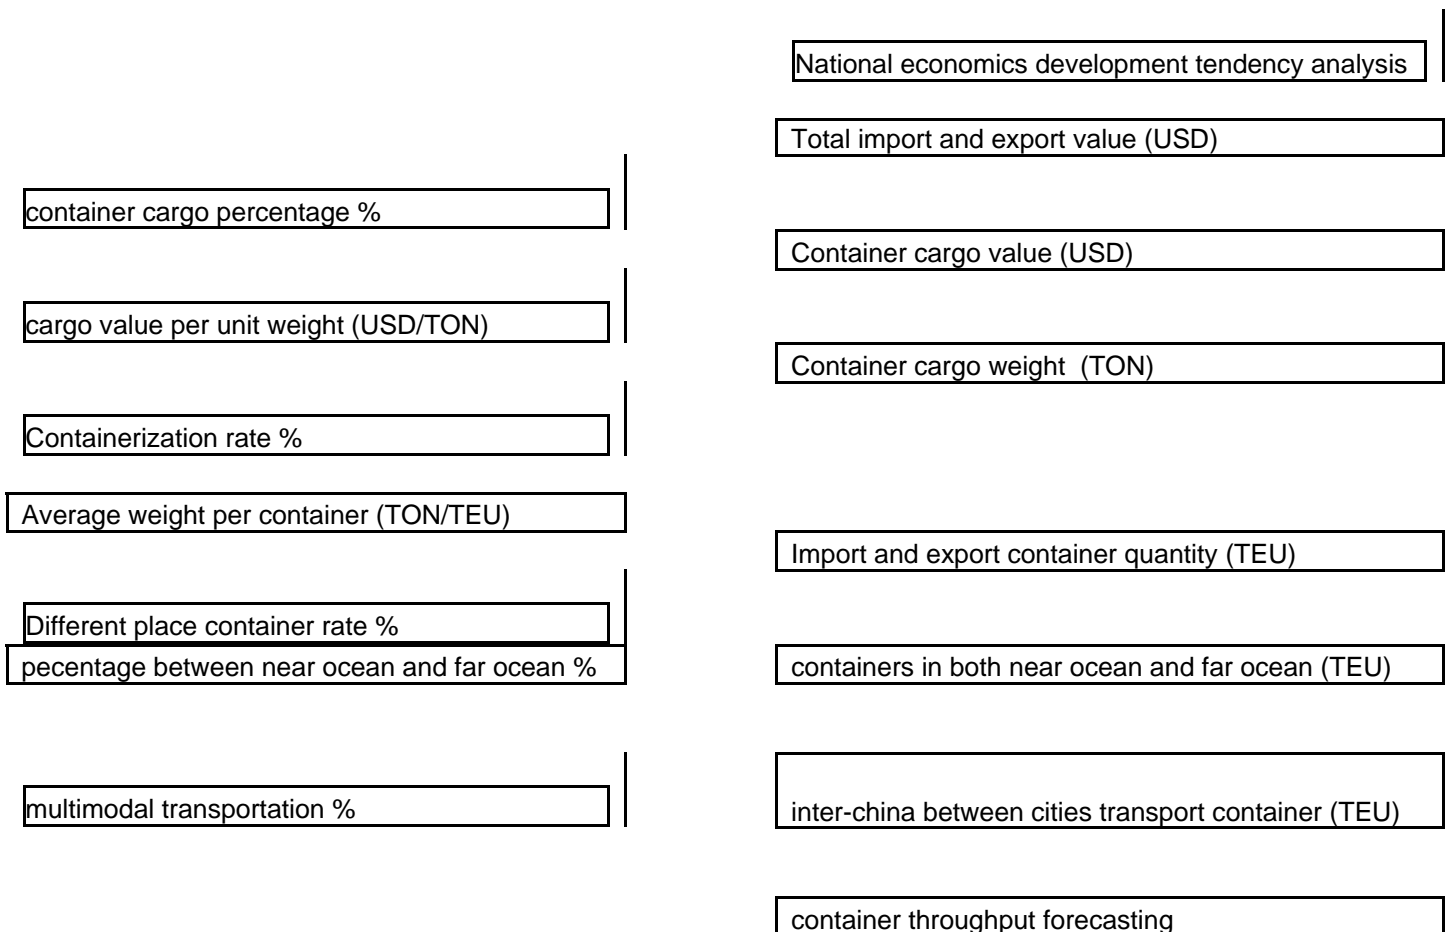 National economics development tendency analysis
Total import and export value (USD)
container cargo percentage %
Container cargo value (USD)
cargo value per unit weight (USD/TON)
Container cargo weight  (TON)
Containerization rate %
Average weight per container (TON/TEU)
Import and export container quantity (TEU)
Different place container rate %
pecentage between near ocean and far ocean %
containers in both near ocean and far ocean (TEU)
multimodal transportation %
inter-china between cities transport container (TEU)
container throughput forecasting